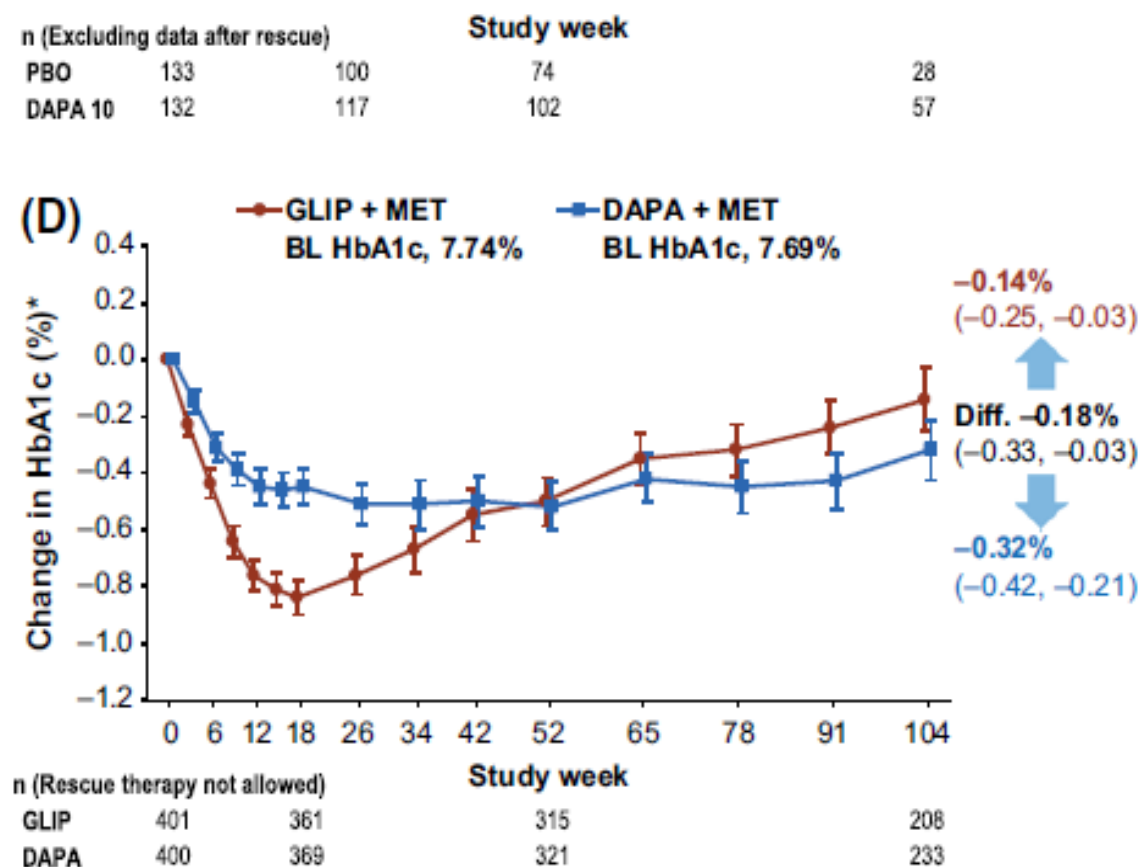 Study week
n (Excluding data after rescue)
PBO 133 100 74 28
DAPA 10 132 117 102 57
(D)
GLIP + MET DAPA + MET
BL HbA1c, 7.74% BL HbA1c, 7.69%
Change in HbA1c (%)*
0.4
0.2
0.0
–0.2
–0.4
–0.6
–0.8
–1.0
–1.2
–0.14%
(–0.25, –0.03)
Diff. –0.18%
(–0.33, –0.03)
–0.32%
(–0.42, –0.21)
0 6 12 18 26 34 42 52 65 78 91 104
Study week
n (Rescue therapy not allowed)
GLIP 401 361 315 208
DAPA 400 369 321 233